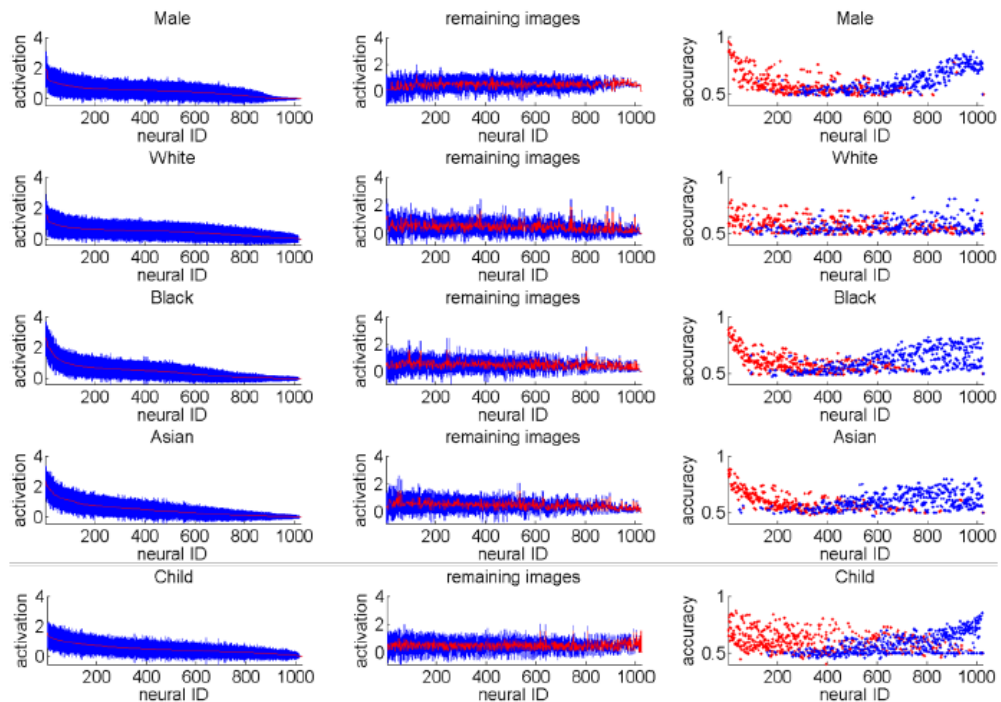 Male remaining images Male
activation 4 2 0 activation 4 2 0 accuracy 1 0.5
200 400 600 800 1000 200 400 600 800 1000 200 400 600 800 1000
neural ID neural ID neural ID
White remaining images White
activation 4 2 0 activation 4 2 0 accuracy 1 0.5
200 400 600 800 1000 200 400 600 800 1000 200 400 600 800 1000
neural ID neural ID neural ID
Black remaining images Black
activation 4 2 0 activation 4 2 0 accuracy 1 0.5
200 400 600 800 1000 200 400 600 800 1000 200 400 600 800 1000
neural ID neural ID neural ID
Asian remaining images Asian
activation 4 2 0 activation 4 2 0 accuracy 1 0.5
200 400 600 800 1000 200 400 600 800 1000 200 400 600 800 1000
neural ID neural ID neural ID
Child remaining images Child
activation 4 2 0 activation 4 2 0 accuracy 1 0.5
200 400 600 800 1000 200 400 600 800 1000 200 400 600 800 1000
neural ID neural ID neural ID